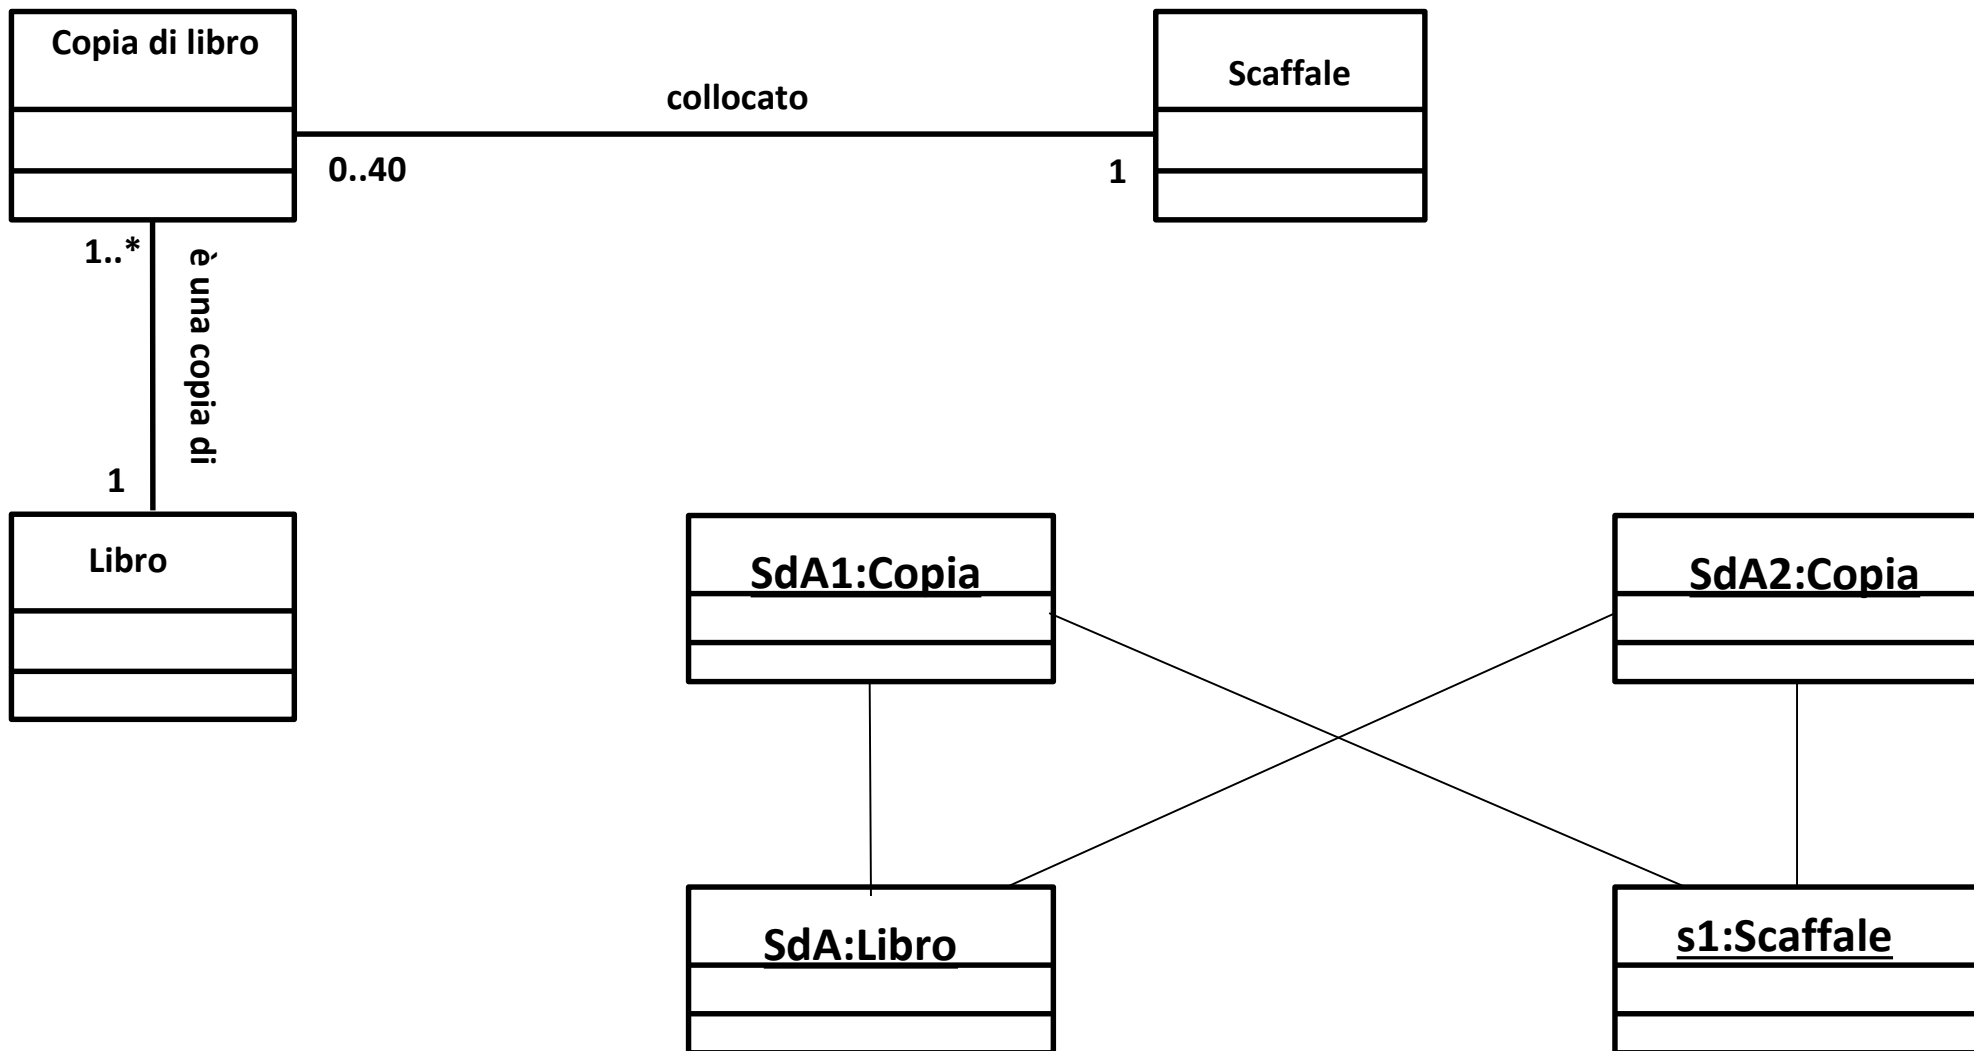 Copia di libro
Scaffale
collocato
0..40
1
1..*
è una copia di
1
Libro
SdA1:Copia
SdA2:Copia
SdA:Libro
s1:Scaffale